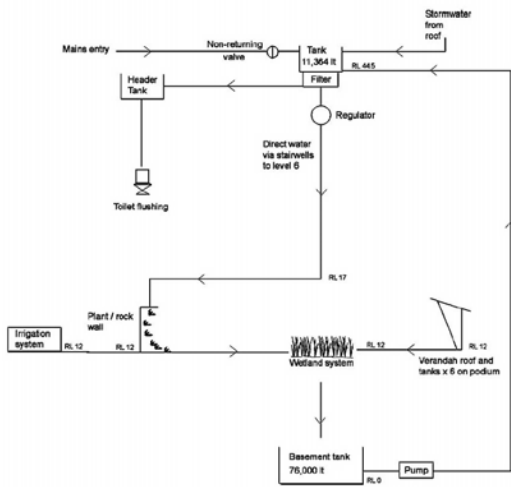 Stormwater
from
roof
Mains entry
Non-returning
valve
Tank
11,364 lt
RL 44.5
Filter
Header
Tank
Regulator
Direct water
via stairwells
to level 6
Toilet flushing
RL 17
Plant / rock
wall
Irrigation
system
RL 12
RL 12
RL 12
RL 12
Wetland system
Verandah roof and
tanks x 6 on podium
Basement tank
76,000 lt
Pump
RL 0